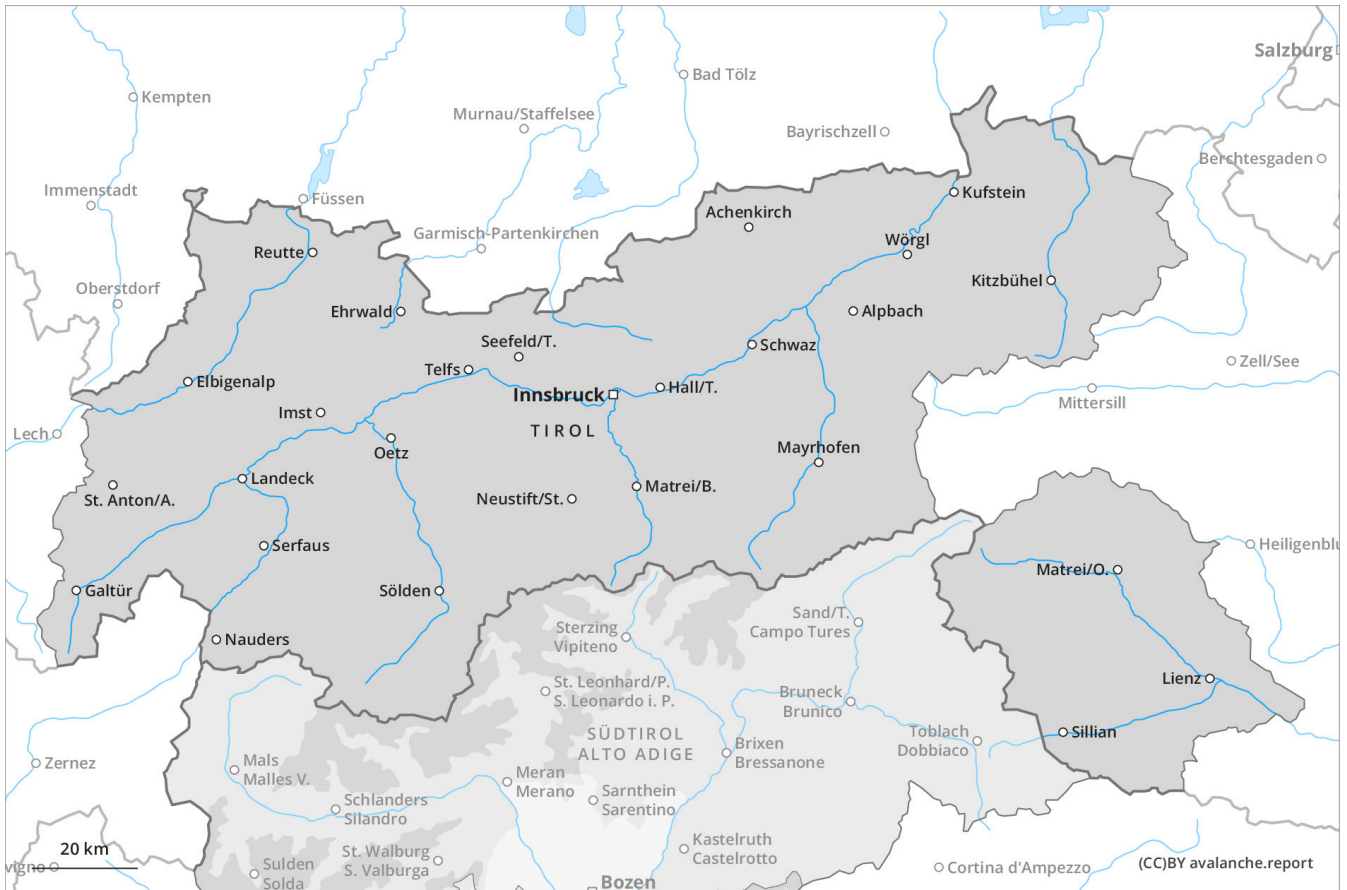 Salzburg
Bad Tölz
Kempten
Murnau/Staffelsee
Bayrischzell
Berchtesgaden
Immenstadt
Füssen
Kufstein
Achenkirch
Garmisch-Partenkirchen
Wörgl
Reutte
Kitzbühel
Oberstdorf
Ehrwald
Alpbach
Seefeld/T.
Schwaz
Zell/See
Telfs
Elbigenalp
Hall/T.
Innsbruck
Mittersill
Imst
TIROL
Lech
Oetz
Mayrhofen
Landeck
Matrei/B.
St. Anton/A.
Neustift/St.
Serfaus
Heiligenblu
Matrei/O.
Galtür
Sölden
Sand/T.
Campo Tures
Sterzing
Vipiteno
Nauders
Lienz
St. Leonhard/P.
S. Leonardo i. P.
Bruneck
Brunico
SÜDTIROL
ALTO ADIGE
Toblach
Dobbiaco
Sillian
Brixen
Bressanone
Zernez
Mals
Malles V.
Meran
Merano
Sarnthein
Sarentino
Schlanders
Silandro
20 km
Kastelruth
Castelrotto
St. Walburg
S. Valburga
vigno
Sulden
Solda
Cortina d'Ampezzo
(CC)BY avalanche.report
Bozen